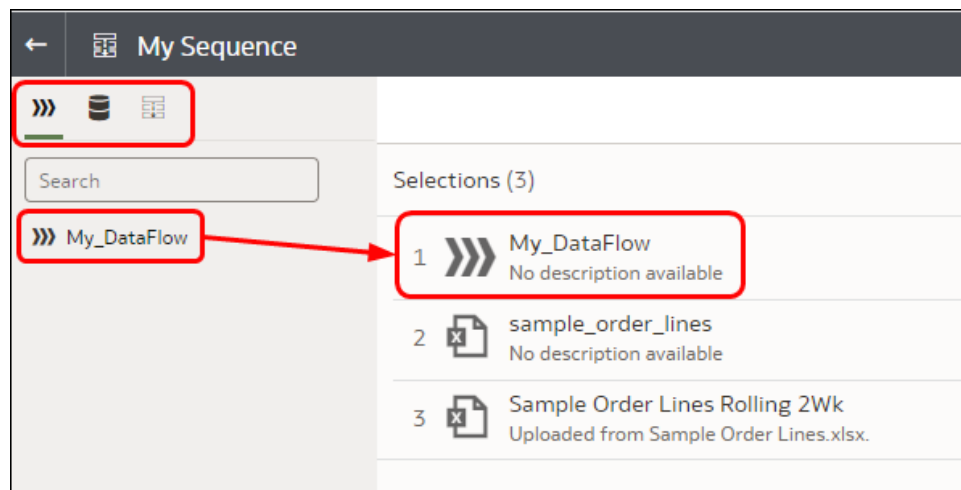 My Sequence
Search
My_DataFlow
Selections (3)
1
My_DataFlow
No description available
2
sample_order_lines
No description available
3
Sample Order Lines Rolling 2Wk
Uploaded from Sample Order Lines.xlsx.